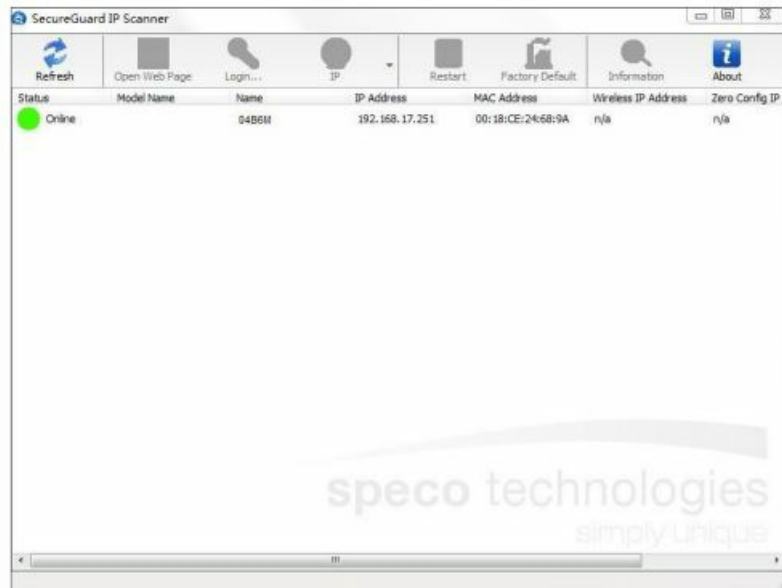 SecureGuard IP Scanner
Refresh Open Web Page Login... IP Restart Factory Default Information About
Status Model Name Name IP Address MAC Address Wireless IP Address Zero Config IP
Online 04B6M 192.168.17.251 00:18:CE:24:68:9A n/a n/a
speco technologies
simply unique